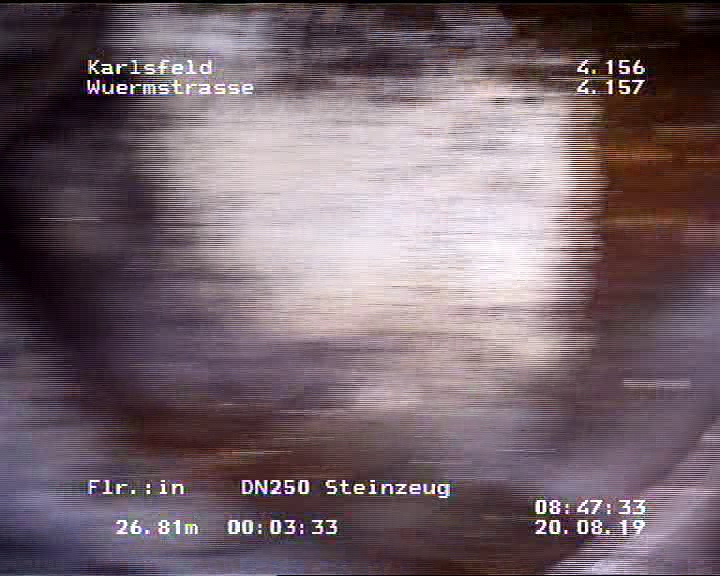 Karlsfeld 4.156
Wuermstrasse 4.157
Flr.:in DN250 Steinzeug
08:47:33
26.81m 00:03:33 20.08.19